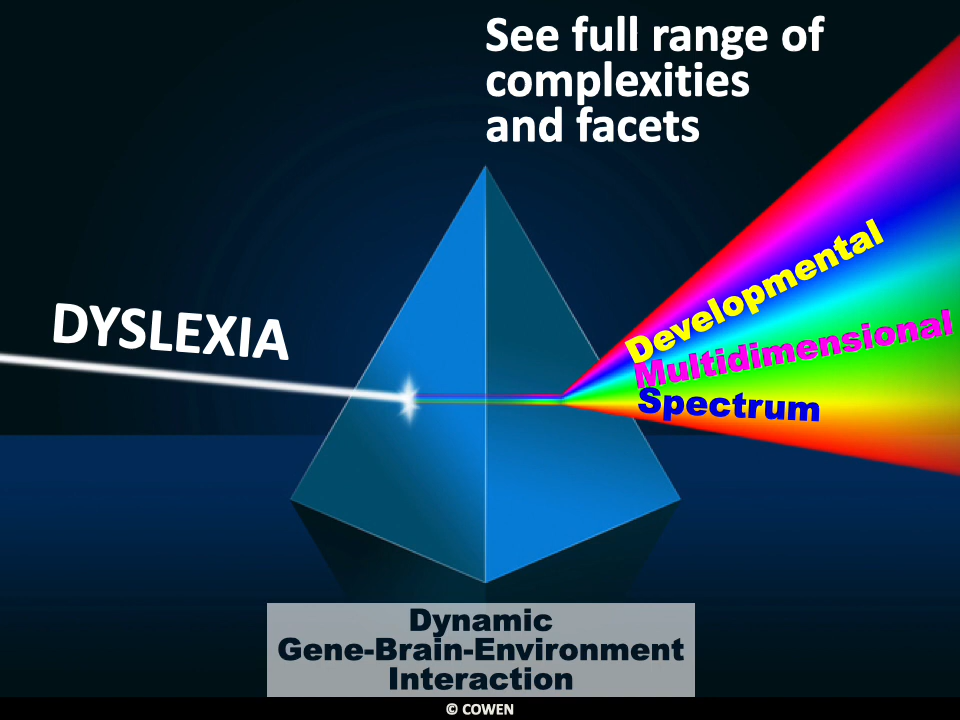 See full range of
complexities
and facets
DYSLEXIA
Developmental
Multidimensional
Spectrum
Dynamic
Gene-Brain-Environment
Interaction
© COWEN